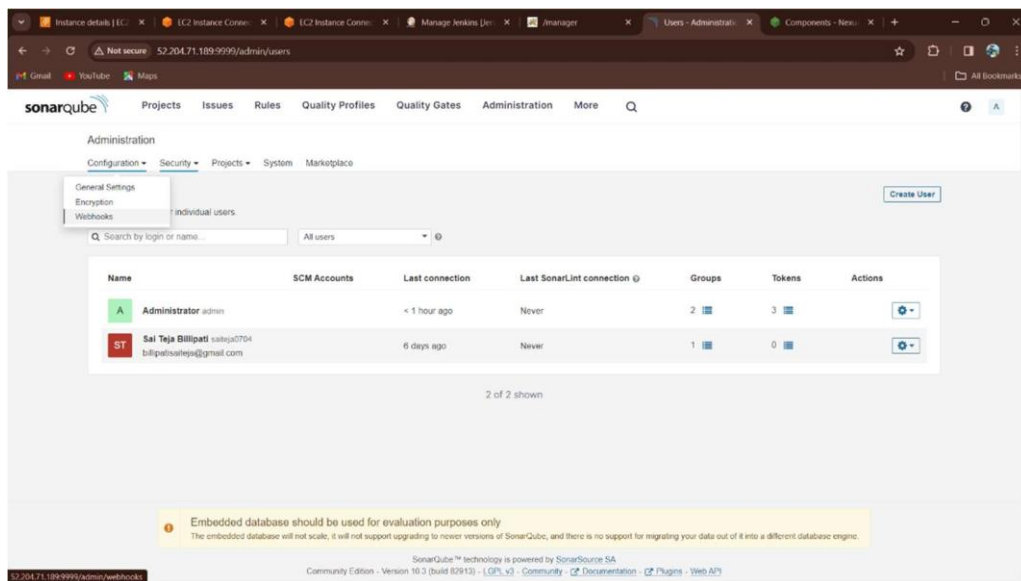 Instance details | EC2
EC2 Instance Connec
EC2 Instance Connec
Manage Jenkins [Jen
/manager
Users - Administratio
Components - Nexu
Not secure 52.204.71.189:9999/admin/users
Gmail YouTube Maps All Bookmarks
sonarqube Projects Issues Rules Quality Profiles Quality Gates Administration More A
Administration
Configuration Security Projects System Marketplace
General Settings
Encryption
Webhooks
r individual users.
Create User
Search by login or name... All users
Name SCM Accounts Last connection Last SonarLint connection Groups Tokens Actions
A Administrator admin < 1 hour ago Never 2 3
ST Sai Teja Billipati saiteja0704 6 days ago Never 1 0
billipatisaiteja@gmail.com
2 of 2 shown
Embedded database should be used for evaluation purposes only
The embedded database will not scale, it will not support upgrading to newer versions of SonarQube, and there is no support for migrating your data out of it into a different database engine.
SonarQube™ technology is powered by SonarSource SA
Community Edition - Version 10.3 (build 82913) - LGPL v3 - Community - Documentation - Plugins - Web API
52.204.71.189:9999/admin/webhooks